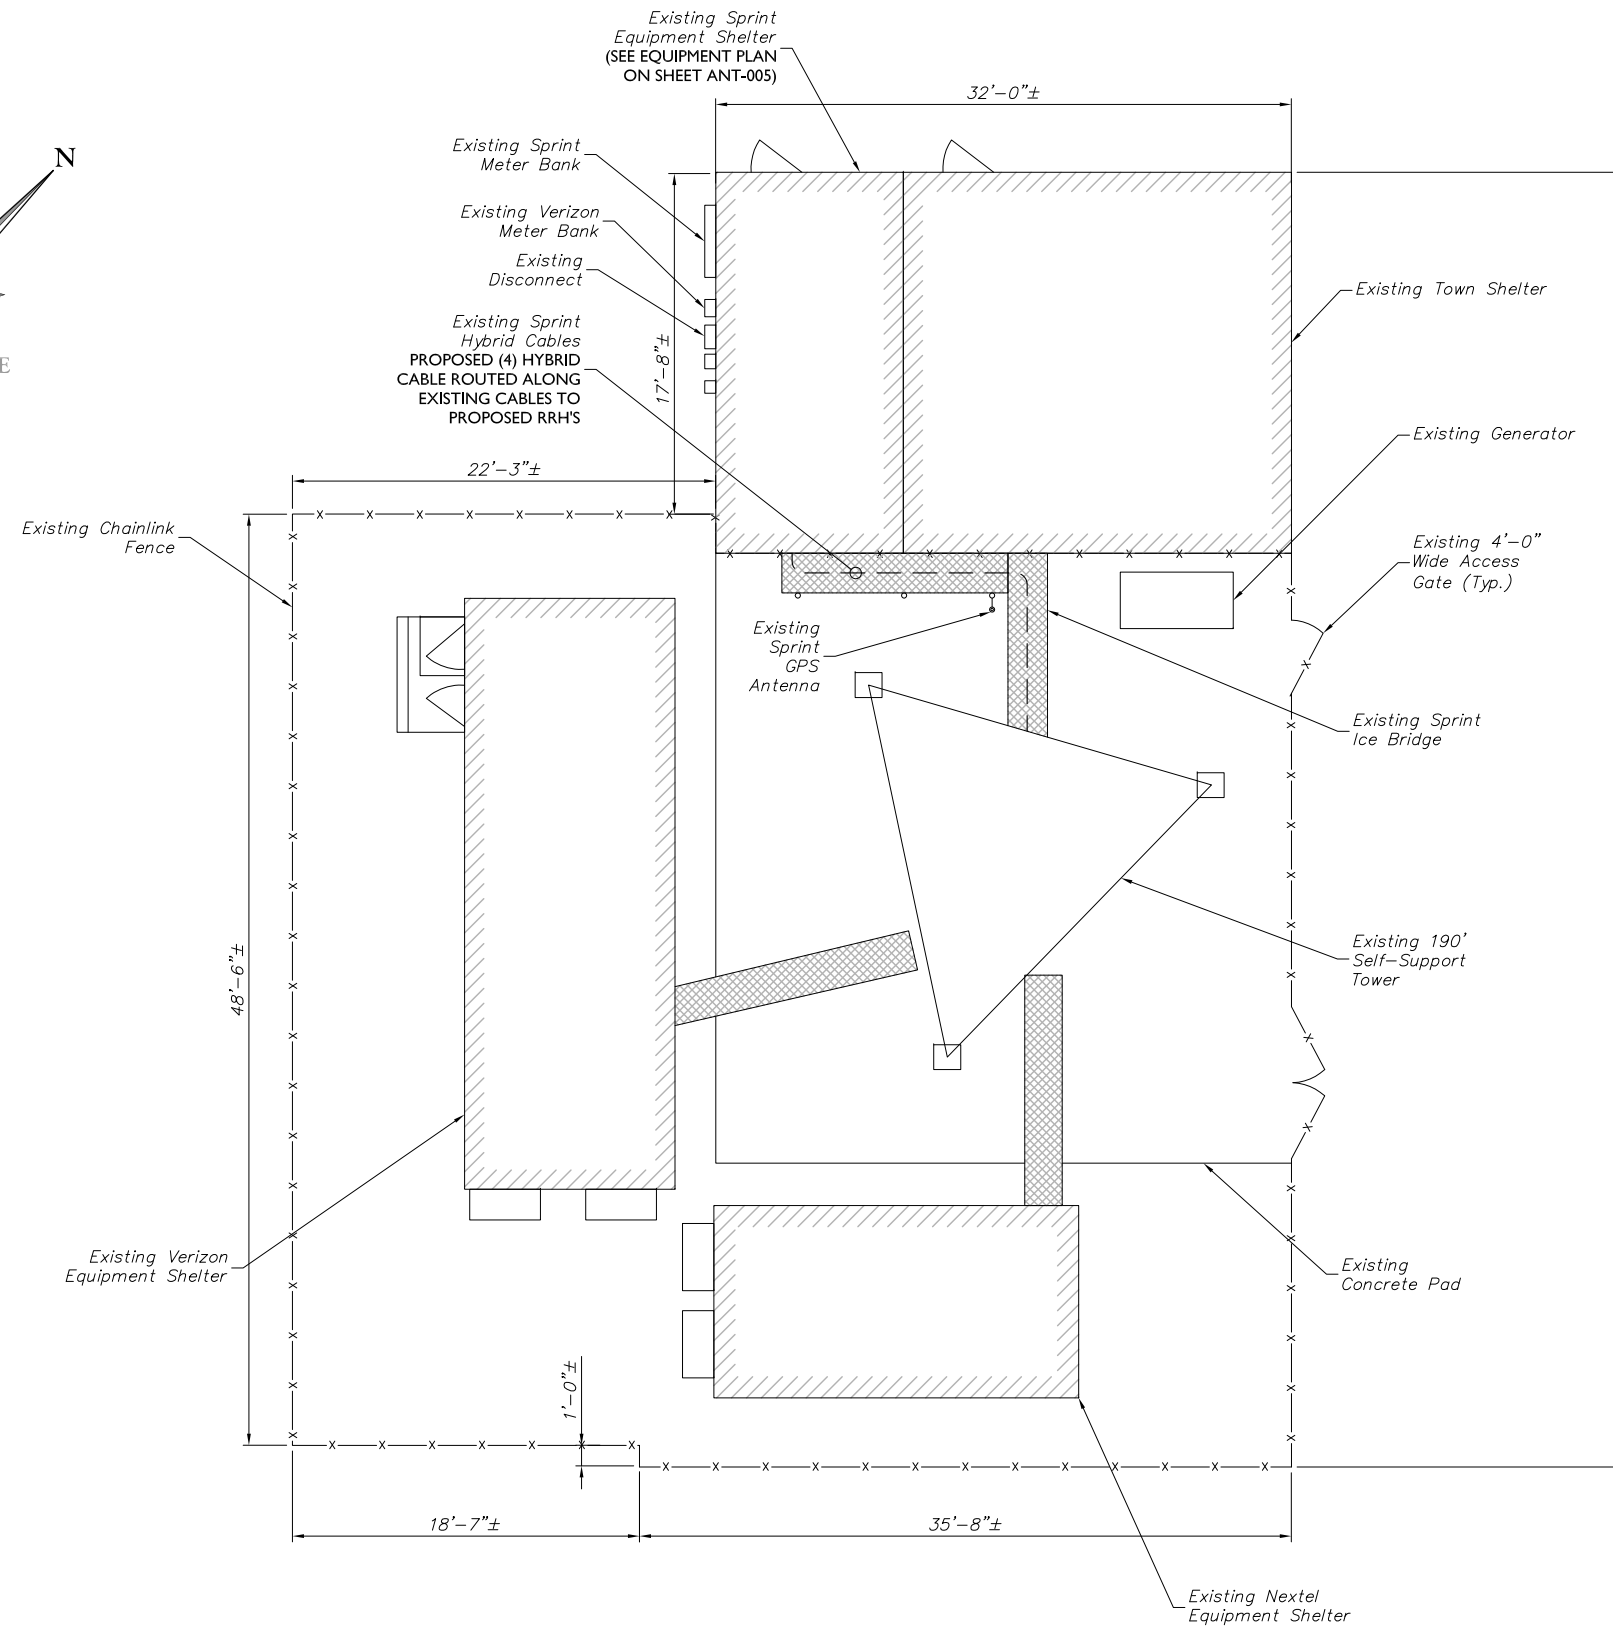 Existing Sprint
Equipment Shelter
(SEE EQUIPMENT PLAN
ON SHEET ANT-005)
32'-0"±
N
Existing Sprint
Meter Bank
Existing Verizon
Meter Bank
Existing
Disconnect
Existing Town Shelter
Existing Sprint
Hybrid Cables
PROPOSED (4) HYBRID
CABLE ROUTED ALONG
EXISTING CABLES TO
PROPOSED RRH'S
17'-8"±
E
Existing Generator
22'-3"±
Existing Chainlink
Fence
Existing 4'-0"
Wide Access
Gate (Typ.)
Existing
Sprint
GPS
Antenna
Existing Sprint
Ice Bridge
48'-6"±
Existing 190'
Self-Support
Tower
Existing Verizon
Equipment Shelter
Existing
Concrete Pad
1'-0"±
18'-7"±
35'-8"±
Existing Nextel
Equipment Shelter